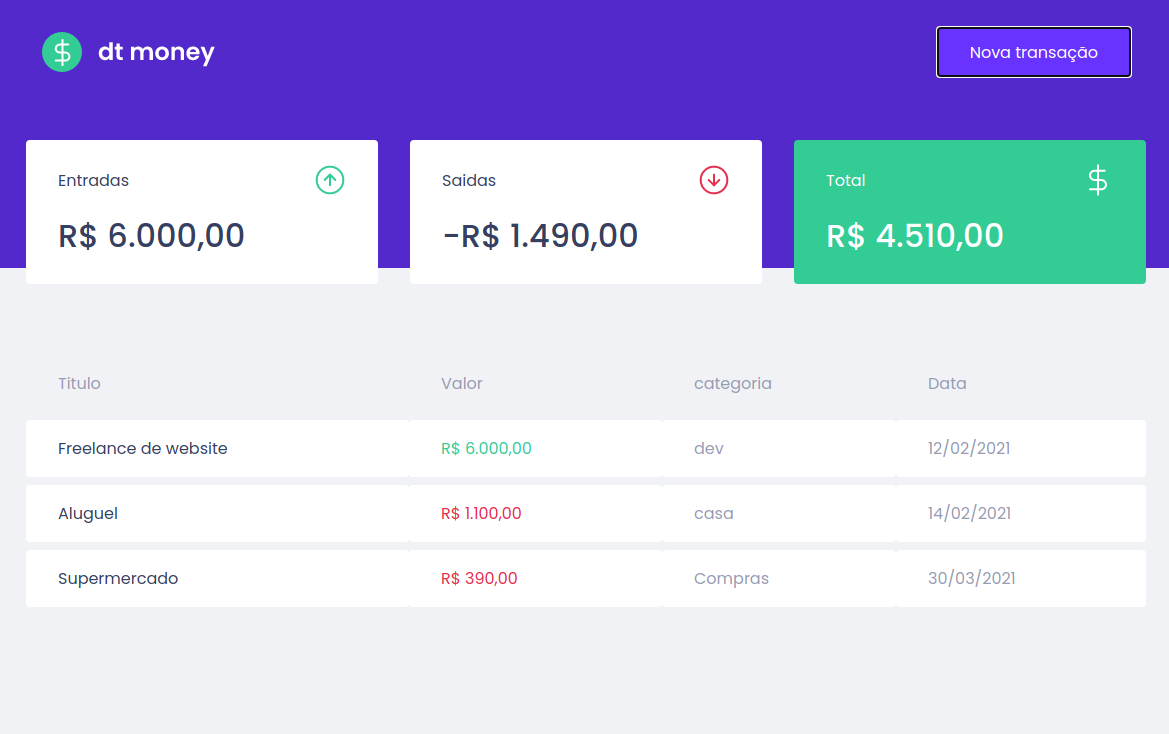 $ dt money
Nova transação
Entradas
R$ 6.000,00
Saidas
-R$ 1.490,00
Total
$
R$ 4.510,00
Titulo Valor categoria Data
Freelance de website R$ 6.000,00 dev 12/02/2021
Aluguel R$ 1.100,00 casa 14/02/2021
Supermercado R$ 390,00 Compras 30/03/2021